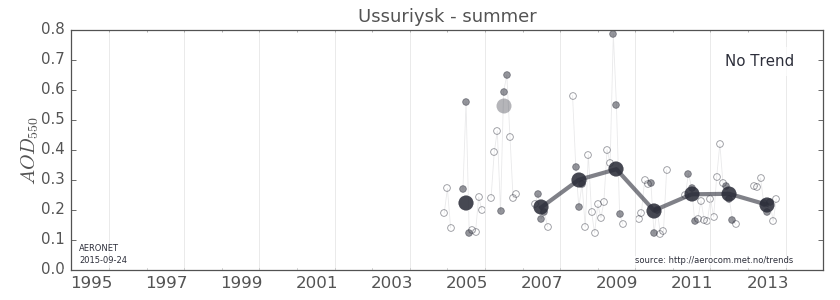 Ussuriysk - summer
0.8
0.7
0.6
0.5
0.4
0.3
0.2
0.1
0.0
AOD550
No Trend
AERONET
2015-09-24
source: http://aerocom.met.no/trends
1995 1997 1999 2001 2003 2005 2007 2009 2011 2013